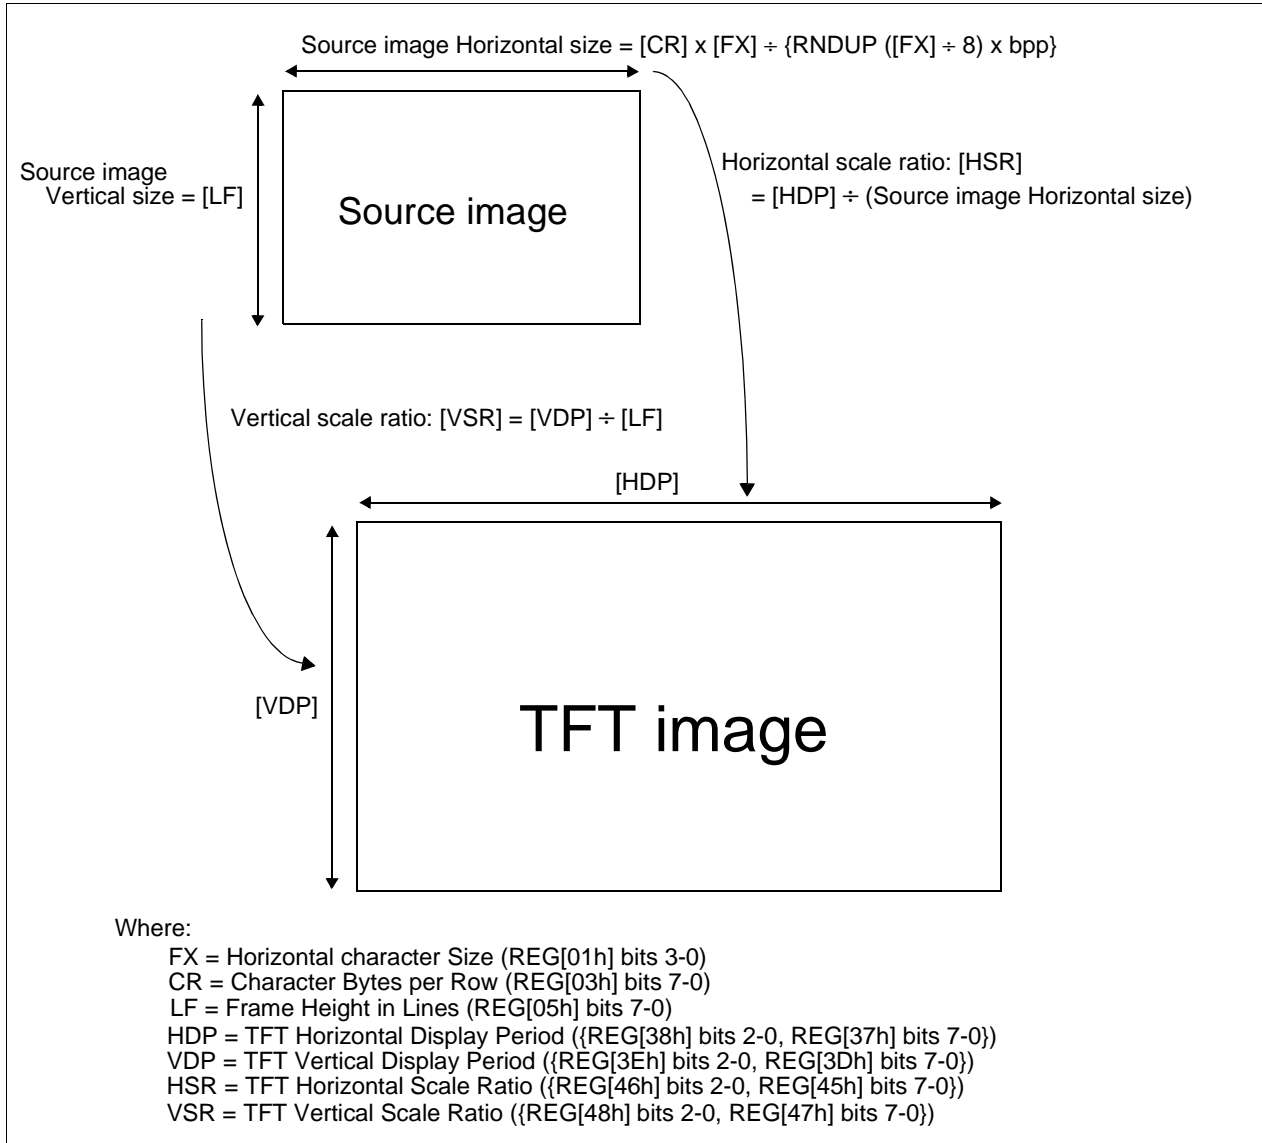 Source image Horizontal size = [CR] x [FX] ÷ {RNDUP ([FX] ÷ 8) x bpp}
Source image
Vertical size = [LF]
Source image
Horizontal scale ratio: [HSR]
= [HDP] ÷ (Source image Horizontal size)
Vertical scale ratio: [VSR] = [VDP] ÷ [LF]
[HDP]
[VDP]
TFT image
Where:
FX = Horizontal character Size (REG[01h] bits 3-0)
CR = Character Bytes per Row (REG[03h] bits 7-0)
LF = Frame Height in Lines (REG[05h] bits 7-0)
HDP = TFT Horizontal Display Period ({REG[38h] bits 2-0, REG[37h] bits 7-0})
VDP = TFT Vertical Display Period ({REG[3Eh] bits 2-0, REG[3Dh] bits 7-0})
HSR = TFT Horizontal Scale Ratio ({REG[46h] bits 2-0, REG[45h] bits 7-0})
VSR = TFT Vertical Scale Ratio ({REG[48h] bits 2-0, REG[47h] bits 7-0})